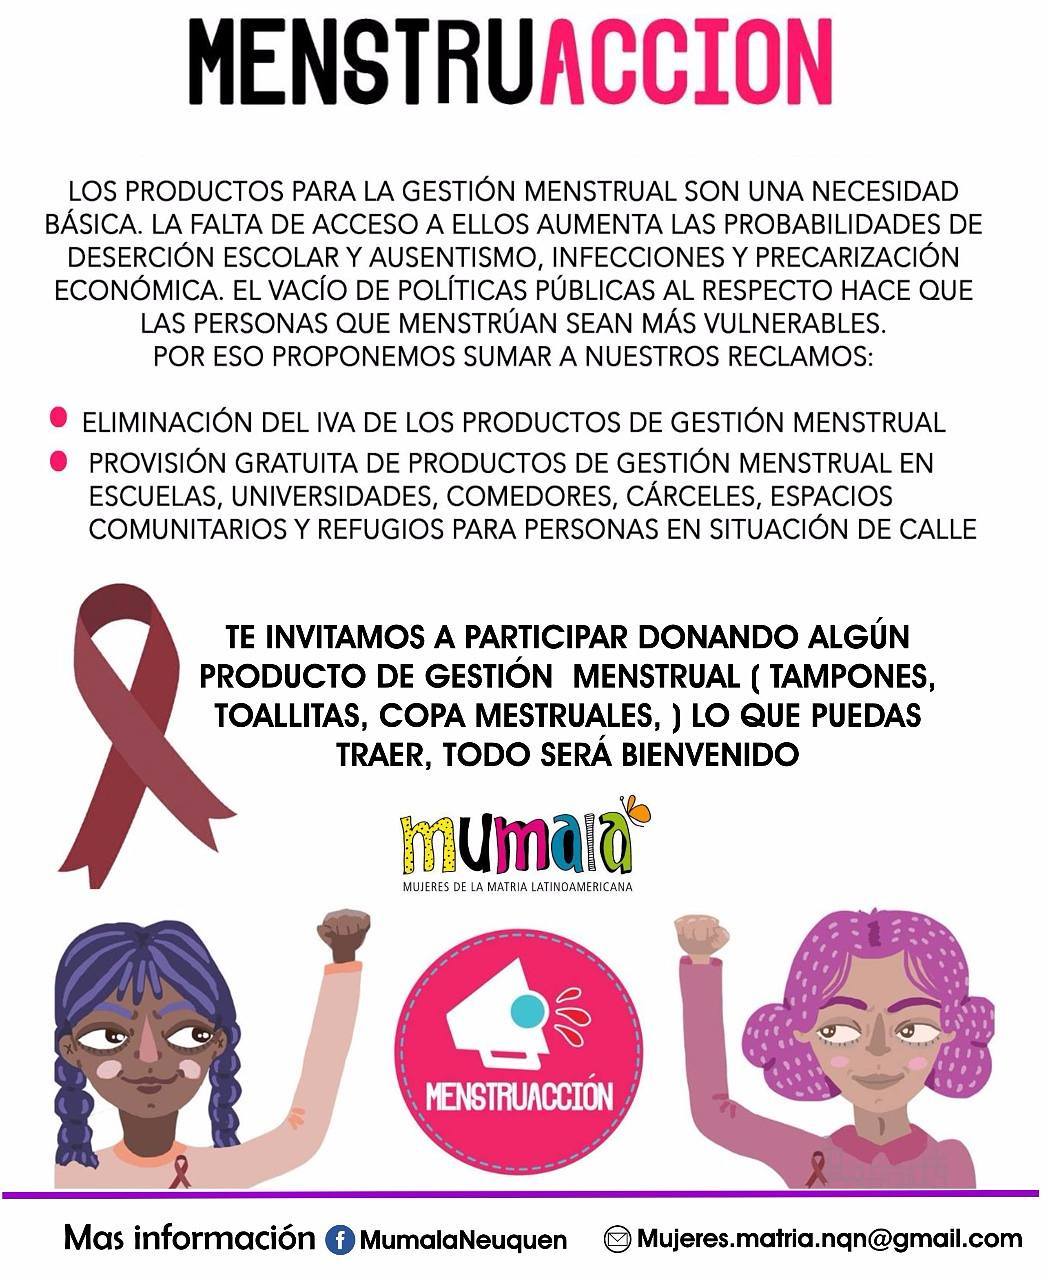 MENSTRUACCION
LOS PRODUCTOS PARA LA GESTIÓN MENSTRUAL SON UNA NECESIDAD
BÁSICA. LA FALTA DE ACCESO A ELLOS AUMENTA LAS PROBABILIDADES DE
DESERCIÓN ESCOLAR Y AUSENTISMO, INFECCIONES Y PRECARIZACIÓN
ECONÓMICA. EL VACÍO DE POLÍTICAS PÚBLICAS AL RESPECTO HACE QUE
LAS PERSONAS QUE MENSTRÚAN SEAN MÁS VULNERABLES.
POR ESO PROPONEMOS SUMAR A NUESTROS RECLAMOS:
ELIMINACIÓN DEL IVA DE LOS PRODUCTOS DE GESTIÓN MENSTRUAL
PROVISIÓN GRATUITA DE PRODUCTOS DE GESTIÓN MENSTRUAL EN
ESCUELAS, UNIVERSIDADES, COMEDORES, CÁRCELES, ESPACIOS
COMUNITARIOS Y REFUGIOS PARA PERSONAS EN SITUACIÓN DE CALLE
TE INVITAMOS A PARTICIPAR DONANDO ALGÚN
PRODUCTO DE GESTIÓN MENSTRUAL ( TAMPONES,
TOALLITAS, COPA MESTRUALES, ) LO QUE PUEDAS
TRAER, TODO SERÁ BIENVENIDO
mumala
MUJERES DE LA MATRIA LATINOAMERICANA
MENSTRUACCIÓN
Mas información MumalaNeuquen Mujeres.matria.nqn@gmail.com